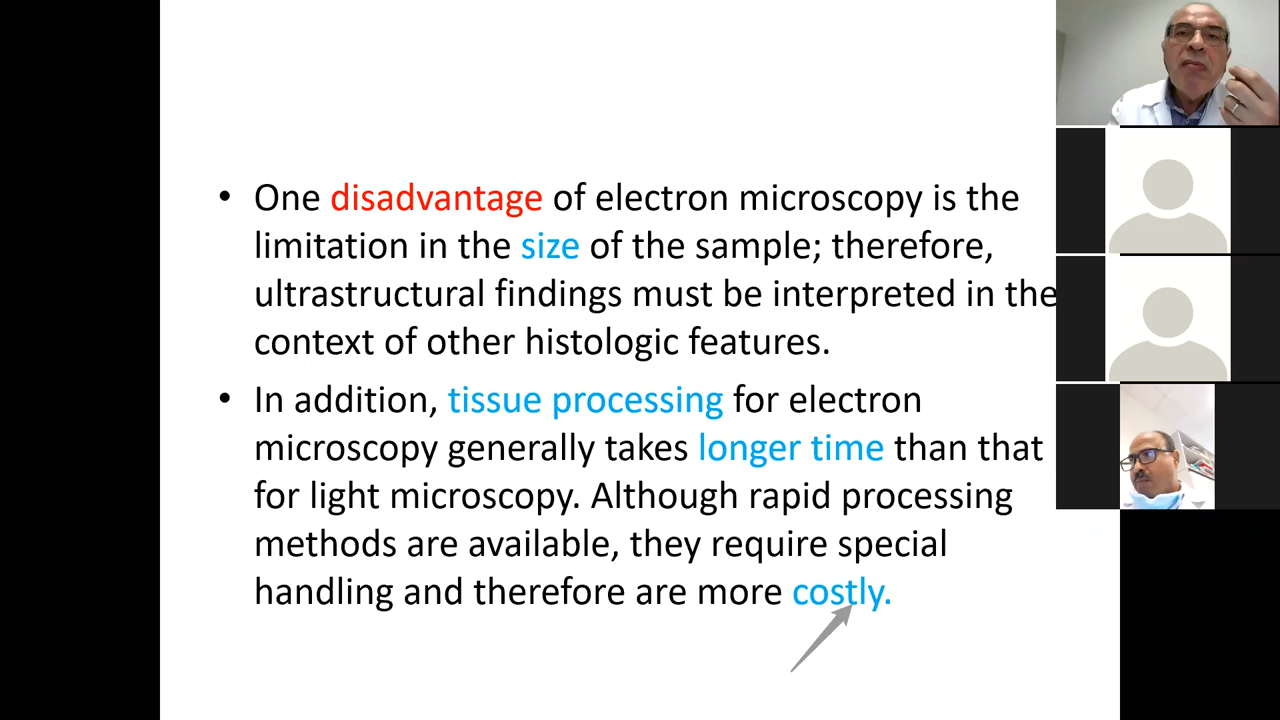 • One disadvantage of electron microscopy is the
limitation in the size of the sample; therefore,
ultrastructural findings must be interpreted in the
context of other histologic features.
• In addition, tissue processing for electron
microscopy generally takes longer time than that
for light microscopy. Although rapid processing
methods are available, they require special
handling and therefore are more costly.